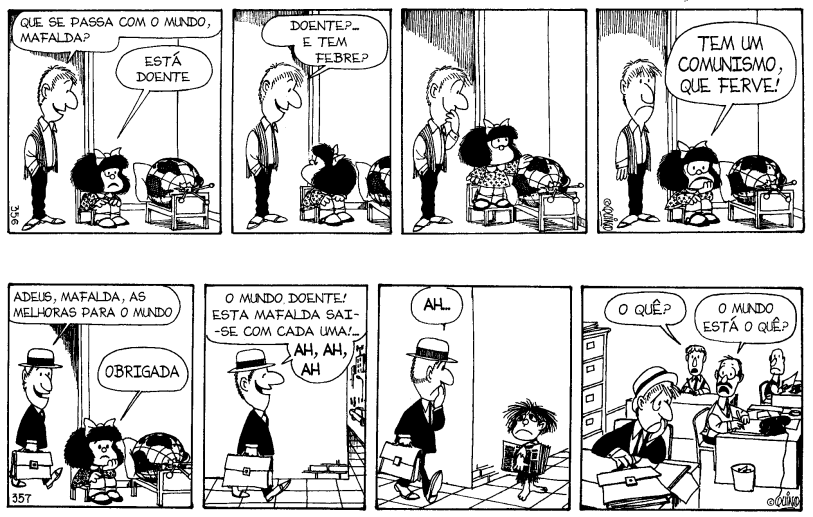 QUE SE PASSA COM O MUNDO,
MAFALDA?
ESTÁ
DOENTE
356
DOENTE?...
E TEM
FEBRE?
TEM UM
COMUNISMO,
QUE FERVE!
©QUINO
ADEUS, MAFALDA, AS
MELHORAS PARA O MUNDO
OBRIGADA
357
O MUNDO DOENTE!
ESTA MAFALDA SAI-
-SE COM CADA UMA!...
AH, AH,
AH
AH...
O QUÊ?
O MUNDO
ESTÁ O QUÊ?
©QUINO